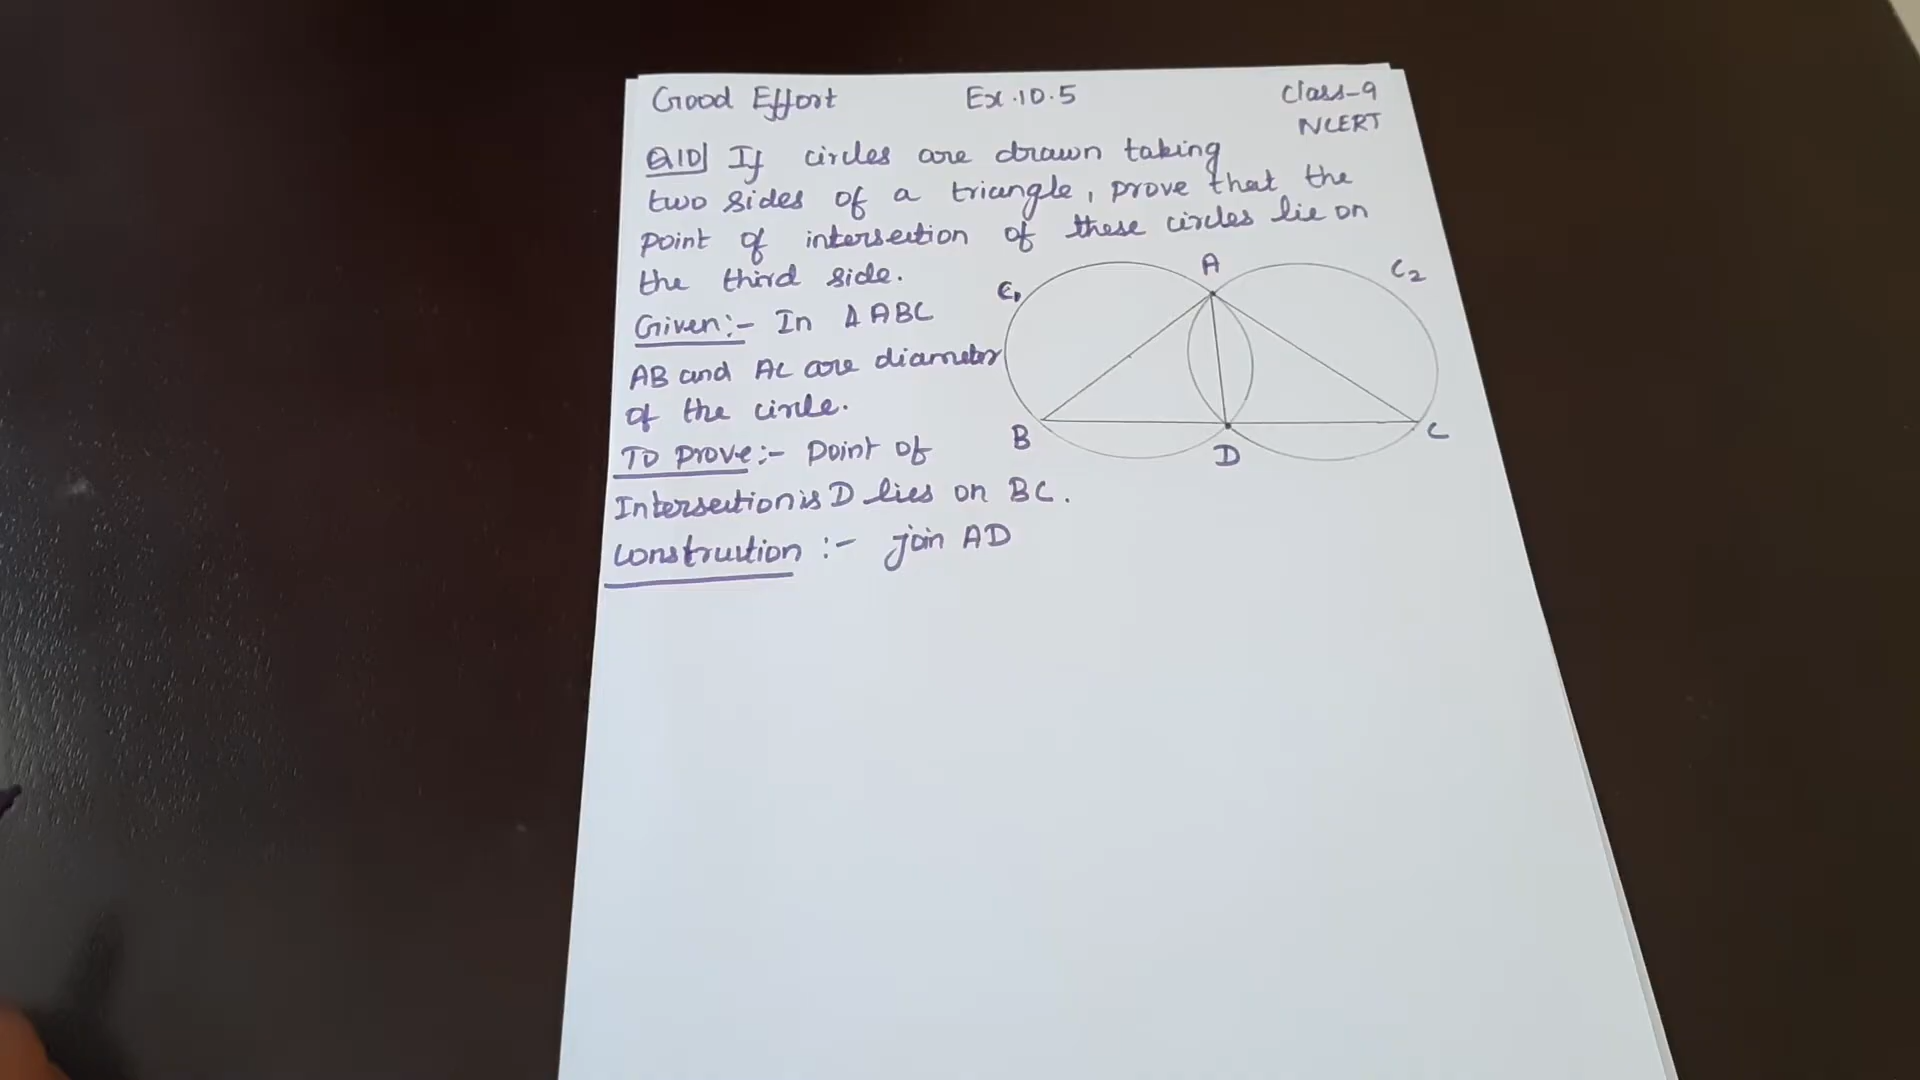 Good Effort Ex.10.5 Class-9
NCERT
Q10) If circles are drawn taking
two sides of a triangle, prove that the
point of intersection of these circles lie on
the third side.
Given:- In Δ ABC
AB and AC are diameter
of the circle.
To prove:- point of
Intersection is D lies on BC.
construction :- join AD
A
C1
C2
B
D
C